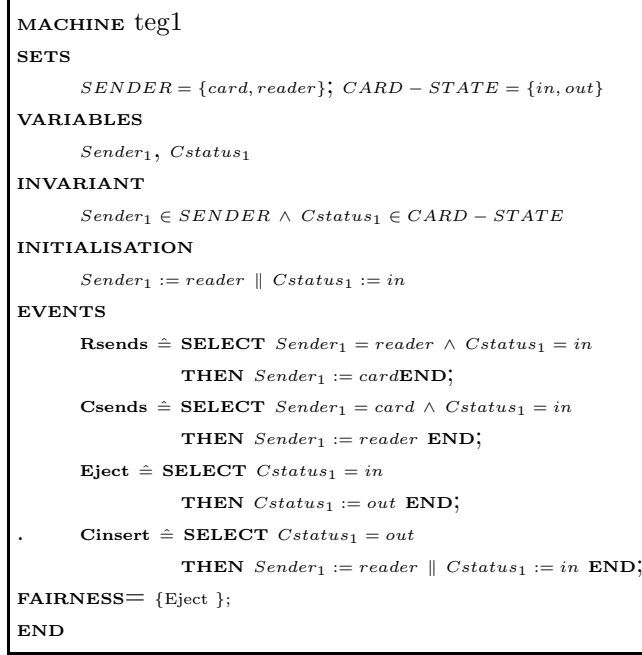 MACHINE teg1
SETS
SENDER = {card, reader}; CARD − STATE = {in, out}
VARIABLES
Sender₁, Cstatus₁
INVARIANT
Sender₁ ∈ SENDER ∧ Cstatus₁ ∈ CARD − STATE
INITIALISATION
Sender₁ := reader ∥ Cstatus₁ := in
EVENTS
Rsends ≙ SELECT Sender₁ = reader ∧ Cstatus₁ = in
THEN Sender₁ := cardEND;
Csends ≙ SELECT Sender₁ = card ∧ Cstatus₁ = in
THEN Sender₁ := reader END;
Eject ≙ SELECT Cstatus₁ = in
THEN Cstatus₁ := out END;
. Cinsert ≙ SELECT Cstatus₁ = out
THEN Sender₁ := reader ∥ Cstatus₁ := in END;
FAIRNESS= {Eject };
END